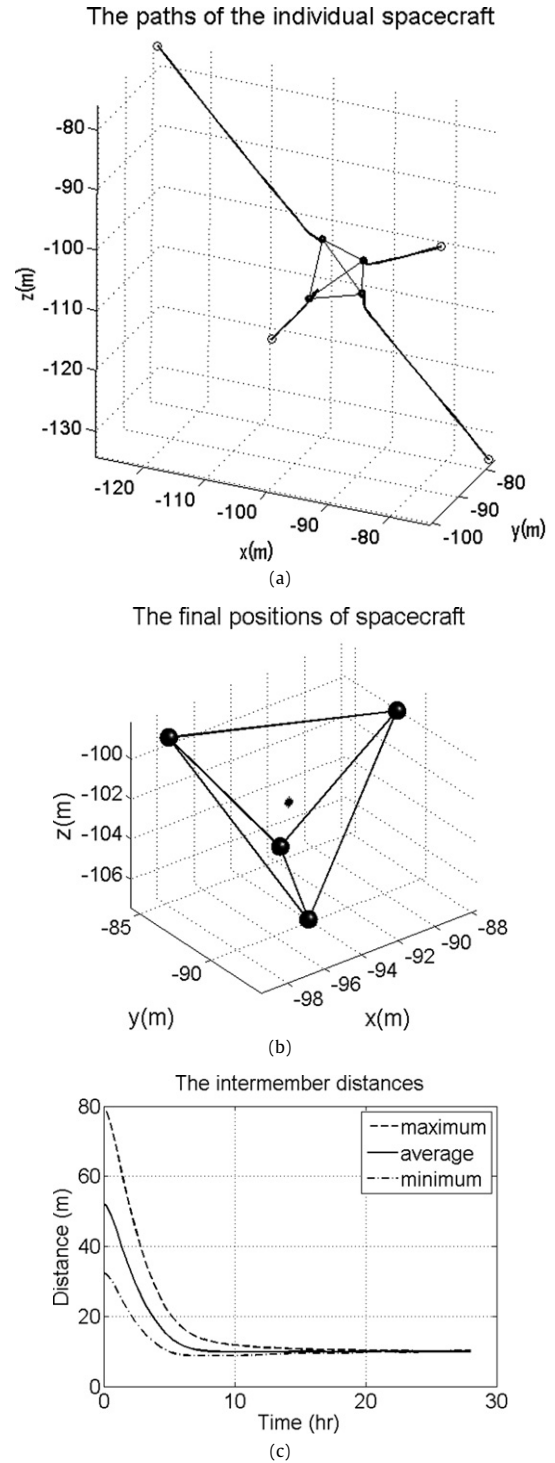 The paths of the individual spacecraft
-80
-90
-100
-110
-120
-130
z(m)
-120
-110
-100
-90
-80
x(m)
-80
-90
-100
y(m)
(a)
The final positions of spacecraft
-100
-102
-104
-106
z(m)
-85
-90
y(m)
-98
-96
-94
-92
-90
-88
x(m)
(b)
The intermember distances
80
60
40
20
0
Distance (m)
maximum
average
minimum
0 10 20 30
Time (hr)
(c)